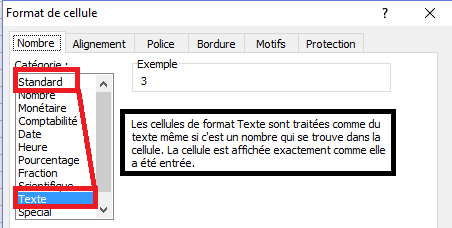 Format de cellule
?
Nombre Alignement Police Bordure Motifs Protection
Catégorie :
Standard
Nombre
Monétaire
Comptabilité
Date
Heure
Pourcentage
Fraction
Scientifique
Texte
Spécial
Exemple
3
Les cellules de format Texte sont traitées comme du
texte même si c'est un nombre qui se trouve dans la
cellule. La cellule est affichée exactement comme elle
a été entrée.